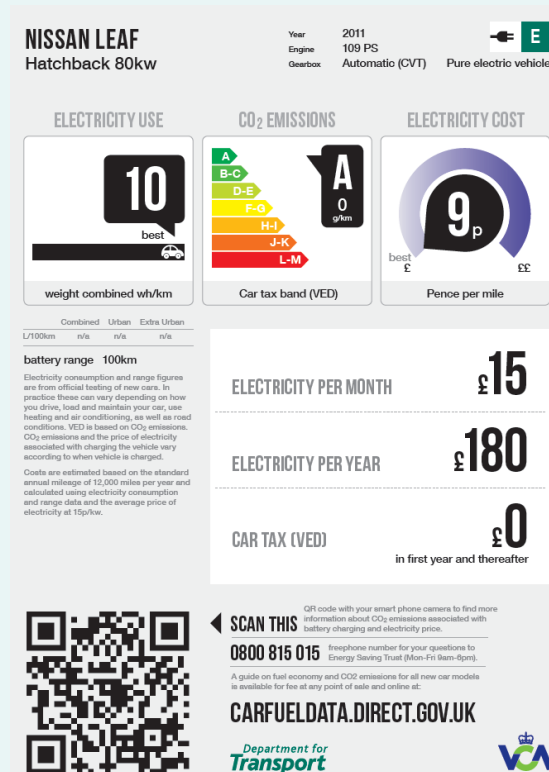 NISSAN LEAF
Hatchback 80kw
Year 2011
Engine 109 PS
Gearbox Automatic (CVT)
E
Pure electric vehicle
ELECTRICITY USE
10
best
weight combined wh/km
CO₂ EMISSIONS
A
B-C
D-E
F-G
H-I
J-K
L-M
A
0
g/km
Car tax band (VED)
ELECTRICITY COST
9p
best
£
££
Pence per mile
Combined Urban Extra Urban
L/100km n/a n/a n/a
battery range 100km
Electricity consumption and range figures
are from official testing of new cars. In
practice these can vary depending on how
you drive, load and maintain your car, use
heating and air conditioning, as well as road
conditions. VED is based on CO₂ emissions.
CO₂ emissions and the price of electricity
associated with charging the vehicle vary
according to when vehicle is charged.
Costs are estimated based on the standard
annual mileage of 12,000 miles per year and
calculated using electricity consumption
and range data and the average price of
electricity at 15p/kw.
ELECTRICITY PER MONTH £15
ELECTRICITY PER YEAR £180
CAR TAX (VED) £0
in first year and thereafter
SCAN THIS
QR code with your smart phone camera to find more
information about CO₂ emissions associated with
battery charging and electricity price.
0800 815 015
freephone number for your questions to
Energy Saving Trust (Mon-Fri 9am-6pm).
A guide on fuel economy and CO2 emissions for all new car models
is available for fee at any point of sale and online at:
CARFUELDATA.DIRECT.GOV.UK
Department for
Transport
VCA